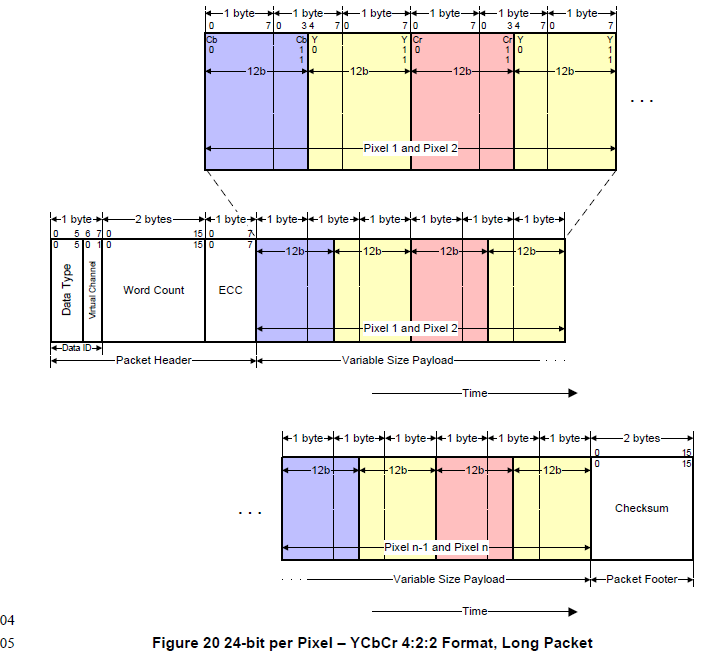 1 byte 1 byte 1 byte 1 byte 1 byte 1 byte
0 7 0 3 4 7 0 7 0 7 0 3 4 7 0 7
Cb Cb Y Y Cr Cr Y Y
0 1 0 1 0 1 0 1
1 1 1 1
12b 12b 12b 12b
Pixel 1 and Pixel 2
. . .
1 byte 2 bytes 1 byte 1 byte 1 byte 1 byte 1 byte 1 byte 1 byte
0 5 6 7 0 15 0 7
0 5 0 1 0 15 0 7
12b 12b 12b 12b
Data Type
Virtual Channel
Word Count
ECC
Pixel 1 and Pixel 2
Data ID
Packet Header
Variable Size Payload
. . .
Time
1 byte 1 byte 1 byte 1 byte 1 byte 1 byte 2 bytes
0 15
0 15
12b 12b 12b 12b
Checksum
. . .
Pixel n-1 and Pixel n
. . . Variable Size Payload
Packet Footer
Time
04
05
Figure 20 24-bit per Pixel – YCbCr 4:2:2 Format, Long Packet